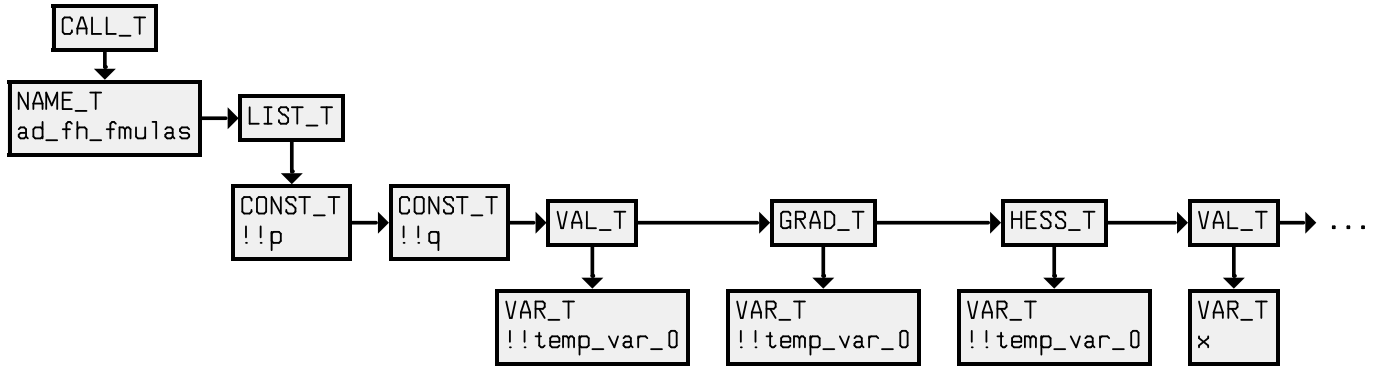 CALL_T
NAME_T
ad_fh_fmulas
LIST_T
CONST_T
!!p
CONST_T
!!q
VAL_T
GRAD_T
HESS_T
VAL_T
...
VAR_T
!!temp_var_0
VAR_T
!!temp_var_0
VAR_T
!!temp_var_0
VAR_T
x